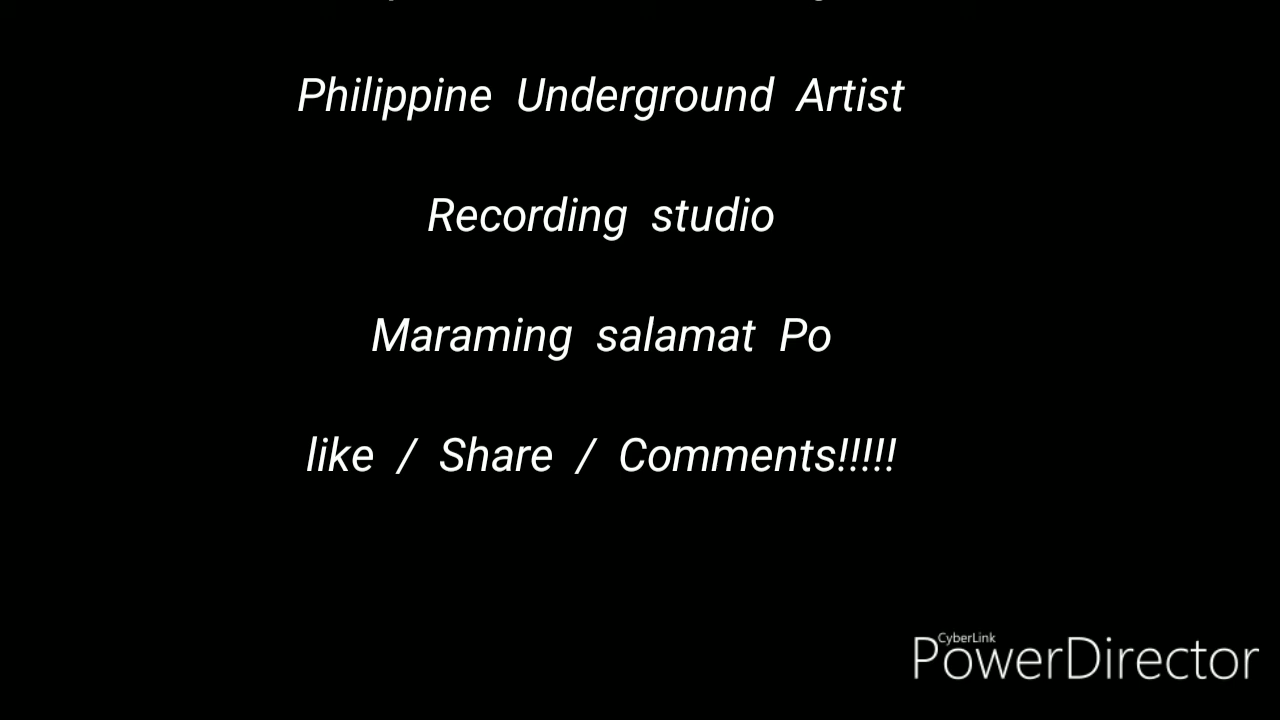 Philippine Underground Artist
Recording studio
Maraming salamat Po
like / Share / Comments!!!!!
CyberLink
PowerDirector